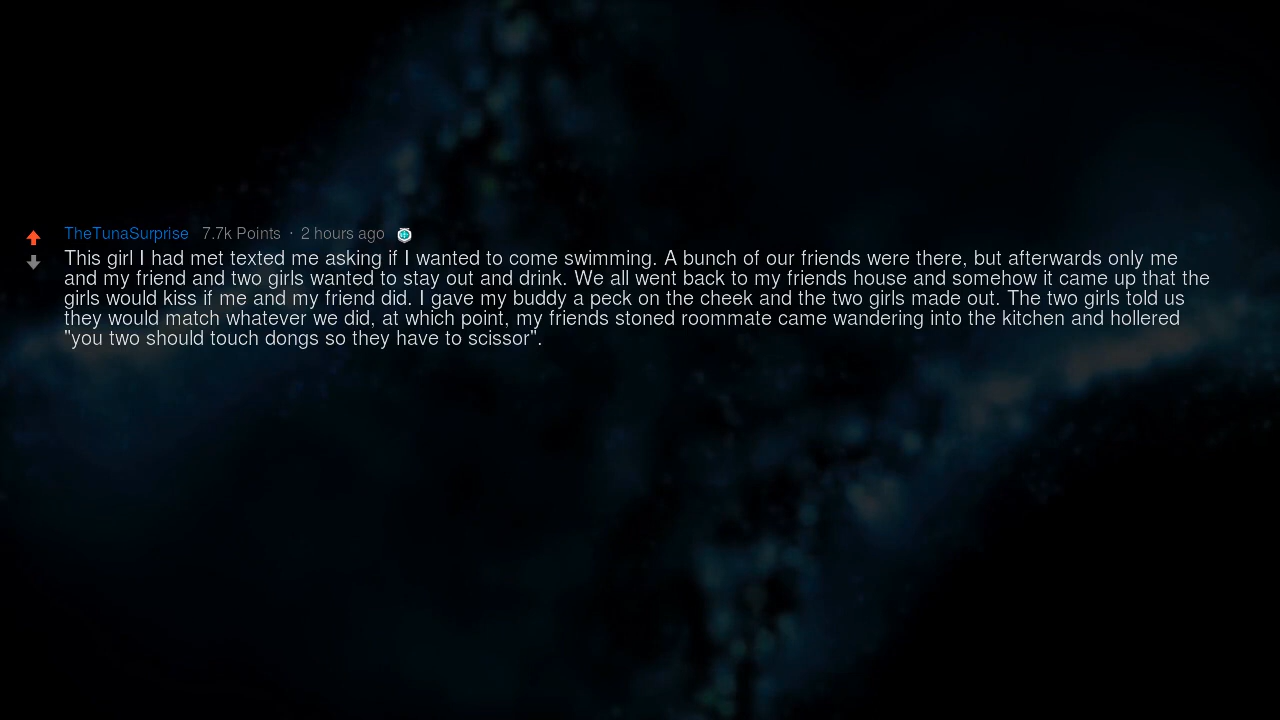 TheTunaSurprise 7.7k Points · 2 hours ago
This girl I had met texted me asking if I wanted to come swimming. A bunch of our friends were there, but afterwards only me
and my friend and two girls wanted to stay out and drink. We all went back to my friends house and somehow it came up that the
girls would kiss if me and my friend did. I gave my buddy a peck on the cheek and the two girls made out. The two girls told us
they would match whatever we did, at which point, my friends stoned roommate came wandering into the kitchen and hollered
"you two should touch dongs so they have to scissor".